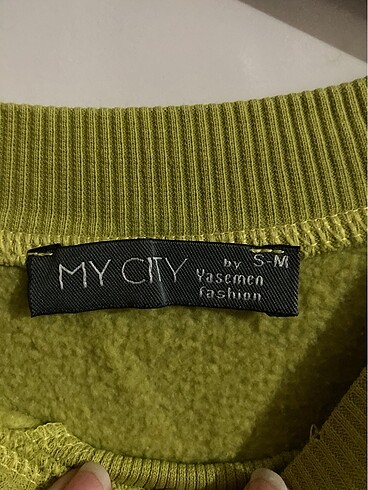 MY CITY
by S-M
Yasemen
fashion